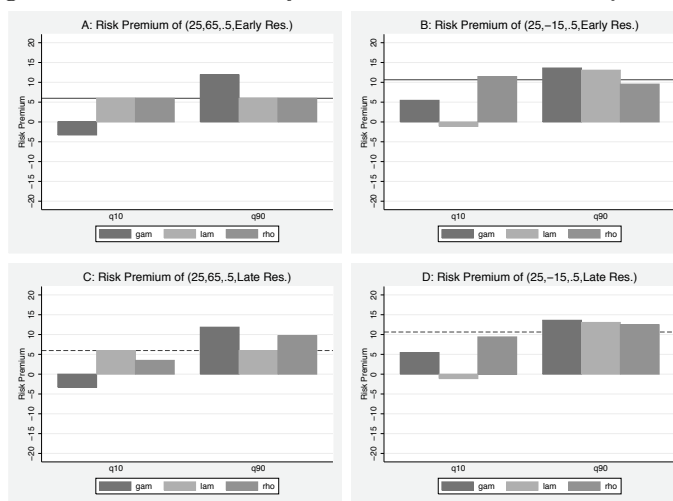 A: Risk Premium of (25,65,.5,Early Res.)
Risk Premium
20
15
10
5
0
−5
−10
−15
−20
q10 q90
gam lam rho
B: Risk Premium of (25,−15,.5,Early Res.)
Risk Premium
20
15
10
5
0
−5
−10
−15
−20
q10 q90
gam lam rho
C: Risk Premium of (25,65,.5,Late Res.)
Risk Premium
20
15
10
5
0
−5
−10
−15
−20
q10 q90
gam lam rho
D: Risk Premium of (25,−15,.5,Late Res.)
Risk Premium
20
15
10
5
0
−5
−10
−15
−20
q10 q90
gam lam rho